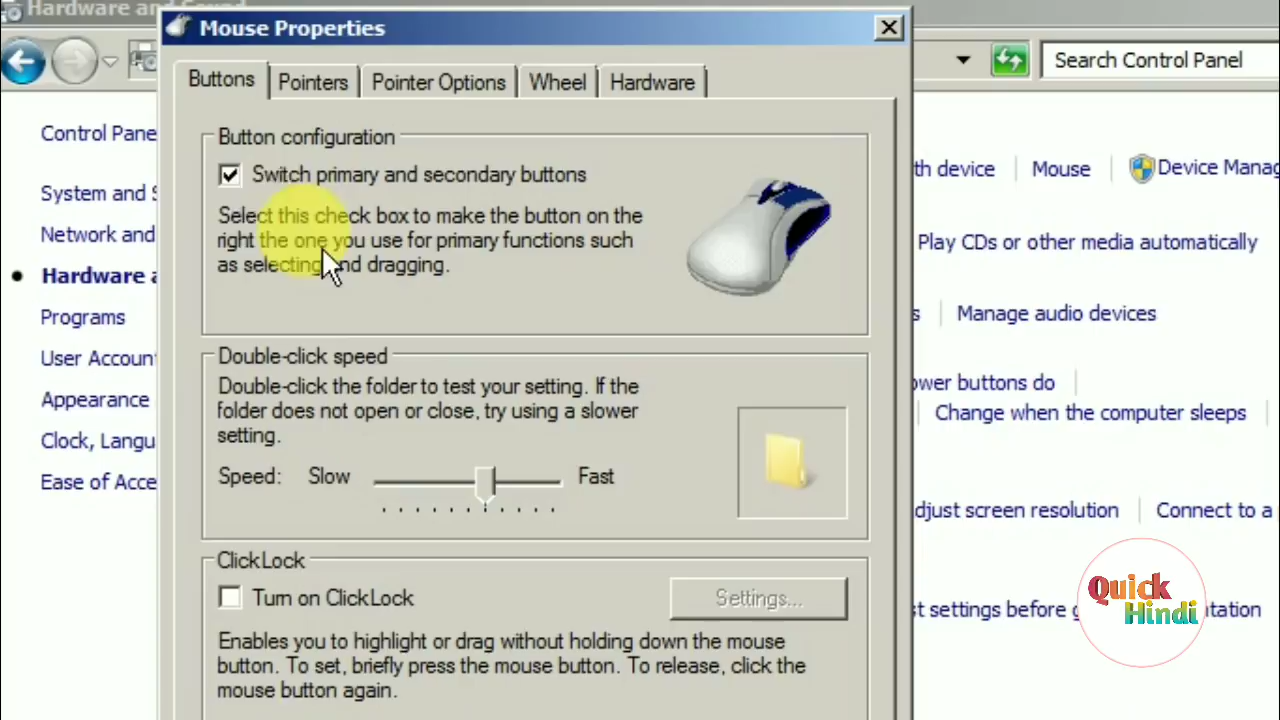 Hardware and Sound
Mouse Properties
Search Control Panel
Buttons
Pointers
Pointer Options
Wheel
Hardware
Control Pane
System and S
Network and
Hardware a
Programs
User Accoun
Appearance
Clock, Langu
Ease of Acce
Button configuration
Switch primary and secondary buttons
Select this check box to make the button on the
right the one you use for primary functions such
as selecting and dragging.
Double-click speed
Double-click the folder to test your setting. If the
folder does not open or close, try using a slower
setting.
Speed: Slow Fast
ClickLock
Turn on ClickLock
Settings...
Enables you to highlight or drag without holding down the mouse
button. To set, briefly press the mouse button. To release, click the
mouse button again.
th device Mouse Device Manag
Play CDs or other media automatically
s Manage audio devices
ower buttons do
Change when the computer sleeps
djust screen resolution Connect to a
st settings before g ntation
Quick
Hindi